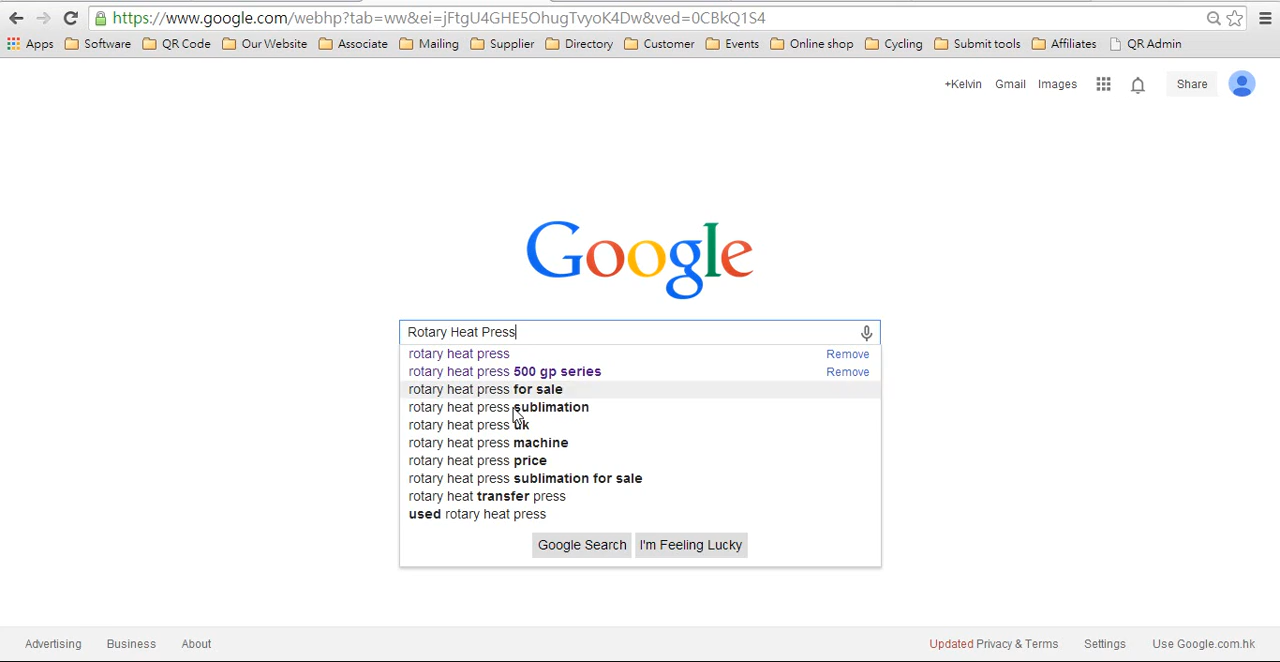 https://www.google.com/webhp?tab=ww&ei=jFtgU4GHE5OhugTvyoK4Dw&ved=0CBkQ1S4
Apps Software QR Code Our Website Associate Mailing Supplier Directory Customer Events Online shop Cycling Submit tools Affiliates QR Admin
+Kelvin Gmail Images Share
Google
Rotary Heat Press
rotary heat press Remove
rotary heat press 500 gp series Remove
rotary heat press for sale
rotary heat press sublimation
rotary heat press uk
rotary heat press machine
rotary heat press price
rotary heat press sublimation for sale
rotary heat transfer press
used rotary heat press
Google Search I'm Feeling Lucky
Advertising Business About Updated Privacy & Terms Settings Use Google.com.hk